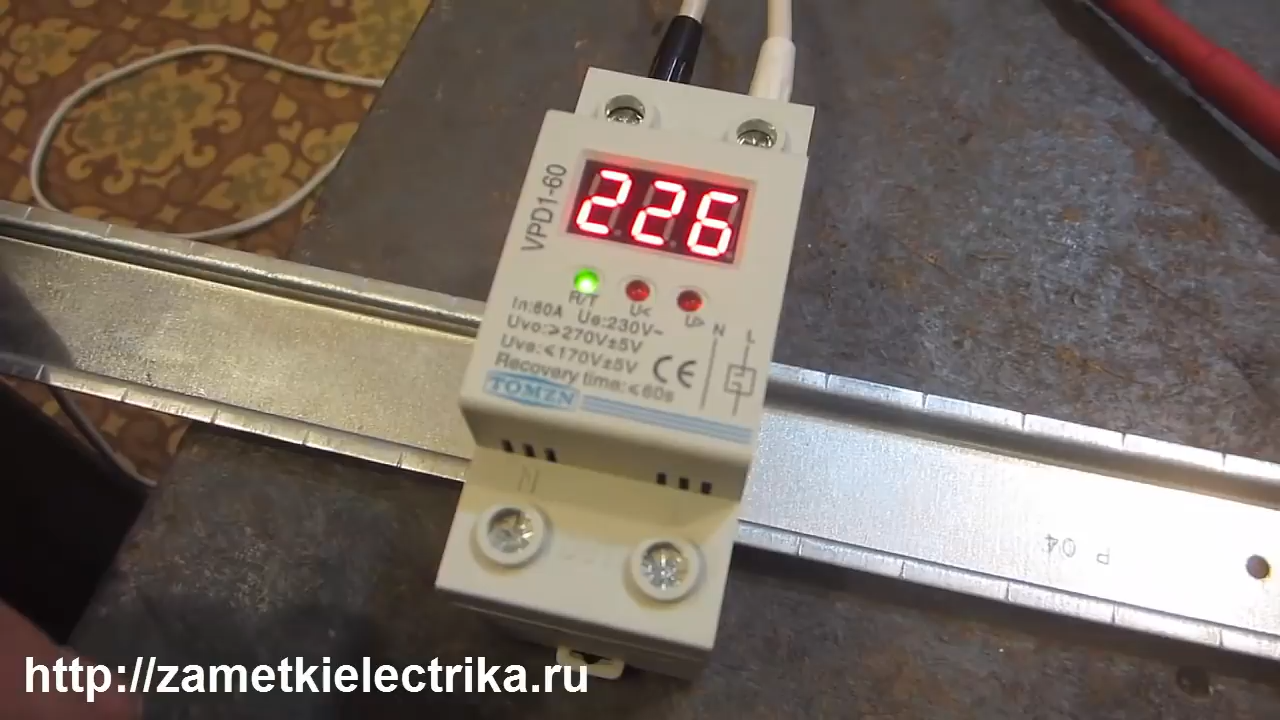 226
VPD1-60
R/T U< U>
In:60A Ue:230V~
Uvo:≥270V±5V
Uve:≤170V±5V
Recovery time:≤60s
CE
N L
TOMZN
N
P 04
http://zametkielectrika.ru